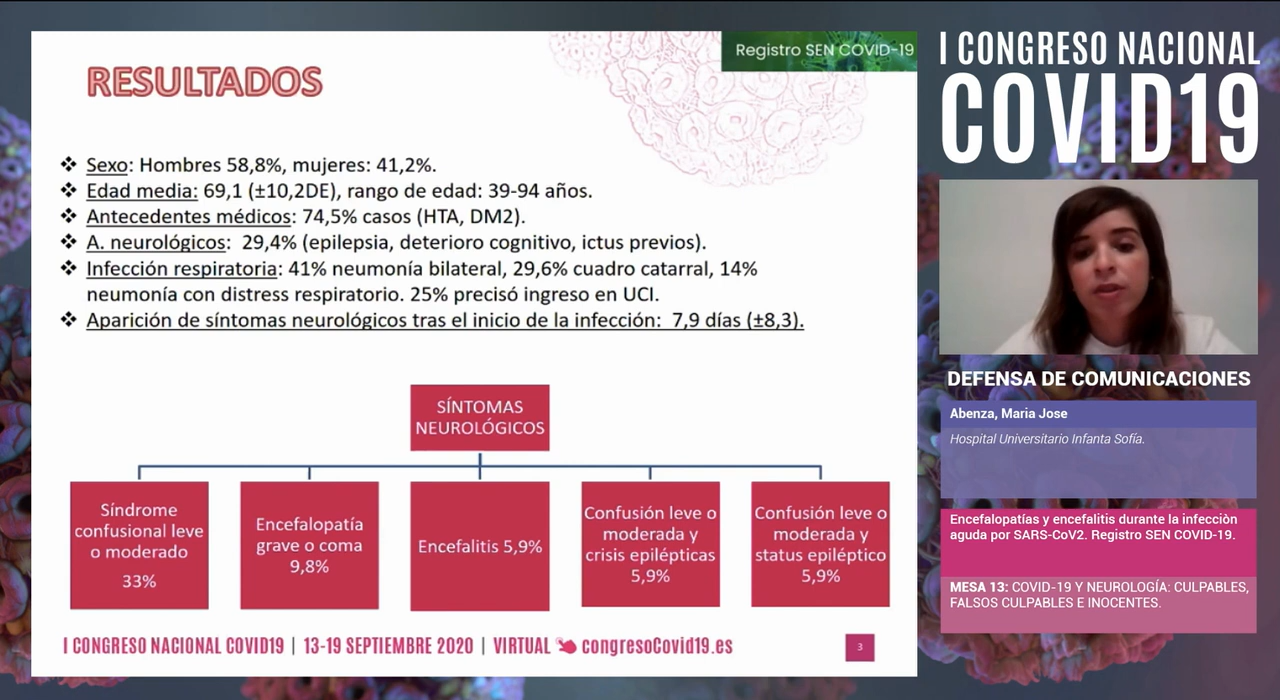 Registro SEN COVID-19
RESULTADOS
❖ Sexo: Hombres 58,8%, mujeres: 41,2%.
❖ Edad media: 69,1 (±10,2DE), rango de edad: 39-94 años.
❖ Antecedentes médicos: 74,5% casos (HTA, DM2).
❖ A. neurológicos: 29,4% (epilepsia, deterioro cognitivo, ictus previos).
❖ Infección respiratoria: 41% neumonía bilateral, 29,6% cuadro catarral, 14%
neumonía con distress respiratorio. 25% precisó ingreso en UCI.
❖ Aparición de síntomas neurológicos tras el inicio de la infección: 7,9 días (±8,3).
SÍNTOMAS
NEUROLÓGICOS
Síndrome
confusional leve
o moderado
33%
Encefalopatía
grave o coma
9,8%
Encefalitis 5,9%
Confusión leve o
moderada y
crisis epilépticas
5,9%
Confusión leve o
moderada y
status epiléptico
5,9%
I CONGRESO NACIONAL COVID19 | 13-19 SEPTIEMBRE 2020 | VIRTUAL congresoCovid19.es
3
I CONGRESO NACIONAL
COVID19
DEFENSA DE COMUNICACIONES
Abenza, Maria Jose
Hospital Universitario Infanta Sofía.
Encefalopatías y encefalitis durante la infecciòn
aguda por SARS-CoV2. Registro SEN COVID-19.
MESA 13: COVID-19 Y NEUROLOGÍA: CULPABLES,
FALSOS CULPABLES E INOCENTES.